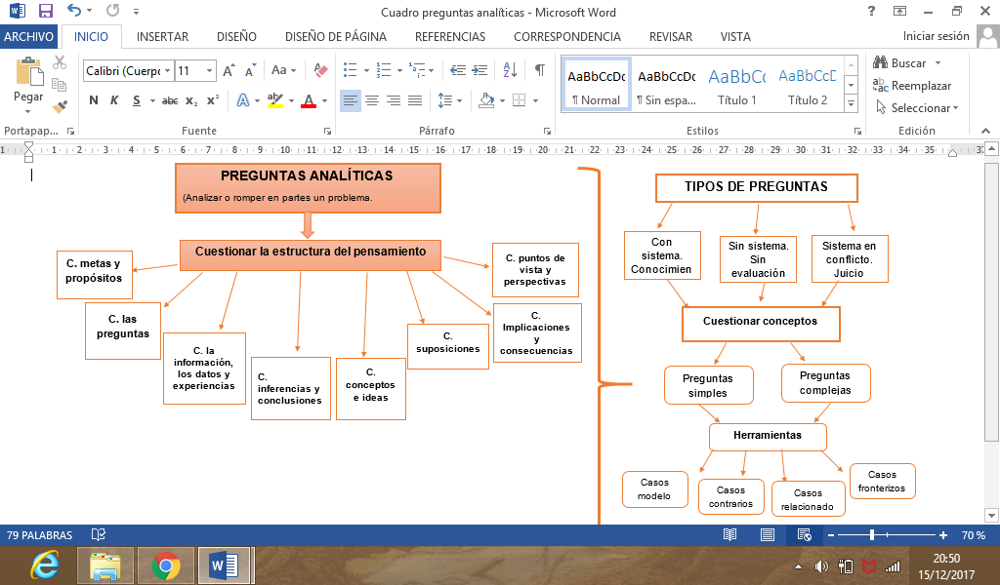 Cuadro preguntas analíticas - Microsoft Word
ARCHIVO INICIO INSERTAR DISEÑO DISEÑO DE PÁGINA REFERENCIAS CORRESPONDENCIA REVISAR VISTA Iniciar sesión
Pegar
Calibri (Cuerpo 11
Aa
N K S abc x₂ x²
AaBbCcDc
¶ Normal
AaBbCcDc
¶ Sin espa...
AaBbCc
Título 1
AaBbCcD
Título 2
Buscar
Reemplazar
Seleccionar
Portapap... Fuente Párrafo Estilos Edición
1 1 2 3 4 5 6 7 8 9 10 11 12 13 14 15 16 17 18 19 20 21 22 23 24 25 26 27 28 29 30 31 32 33 34 35 37
PREGUNTAS ANALÍTICAS
(Analizar o romper en partes un problema.
Cuestionar la estructura del pensamiento
C. metas y
propósitos
C. las
preguntas
C. la
información,
los datos y
experiencias
C.
inferencias y
conclusiones
C.
conceptos
e ideas
C.
suposiciones
C.
Implicaciones
y
consecuencias
C. puntos de
vista y
perspectivas
TIPOS DE PREGUNTAS
Con
sistema.
Conocimien
Sin sistema.
Sin
evaluación
Sistema en
conflicto.
Juicio
Cuestionar conceptos
Preguntas
simples
Preguntas
complejas
Herramientas
Casos
modelo
Casos
contrarios
Casos
relacionado
Casos
fronterizos
79 PALABRAS
70 %
20:50
15/12/2017